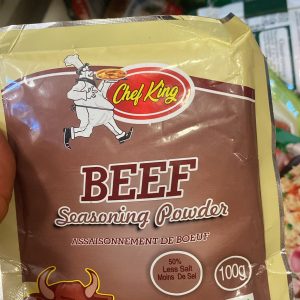 Chef King
BEEF
Seasoning Powder
ASSAISONNEMENT DE BOEUF
50%
Less Salt
Moins De Sel
100g